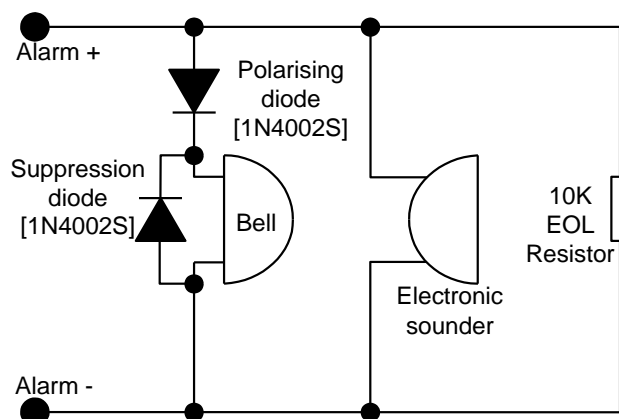 Alarm +
Polarising
diode
[1N4002S]
Suppression
diode
[1N4002S]
Bell
10K
EOL
Resistor
Electronic
sounder
Alarm -